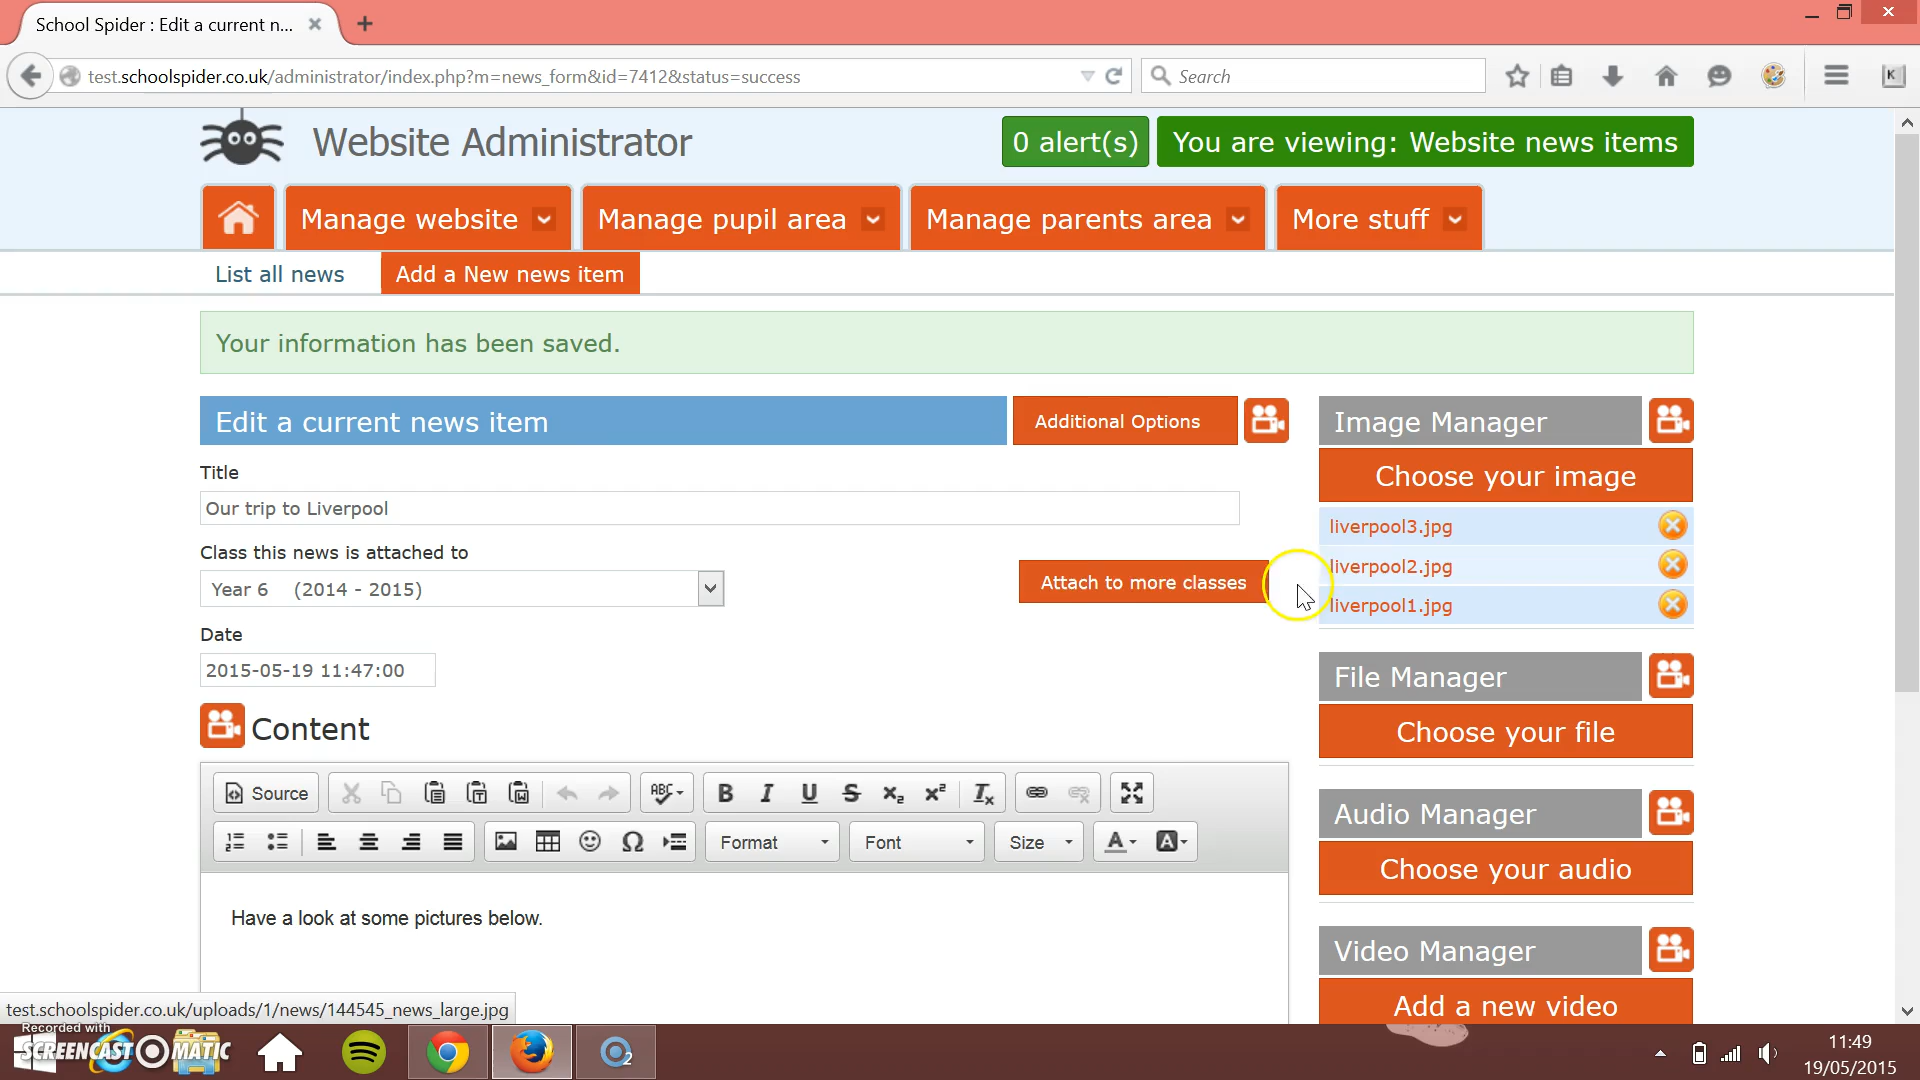 School Spider : Edit a current n...
test.schoolspider.co.uk/administrator/index.php?m=news_form&id=7412&status=success
Search
Website Administrator
0 alert(s)
You are viewing: Website news items
Manage website
Manage pupil area
Manage parents area
More stuff
List all news
Add a New news item
Your information has been saved.
Edit a current news item
Additional Options
Image Manager
Title
Choose your image
Our trip to Liverpool
liverpool3.jpg
Class this news is attached to
liverpool2.jpg
Year 6 (2014 - 2015)
Attach to more classes
liverpool1.jpg
Date
2015-05-19 11:47:00
File Manager
Content
Choose your file
Source
Format
Font
Size
Audio Manager
Choose your audio
Have a look at some pictures below.
Video Manager
Add a new video
test.schoolspider.co.uk/uploads/1/news/144545_news_large.jpg
Recorded with
SCREENCAST-O-MATIC
11:49
19/05/2015